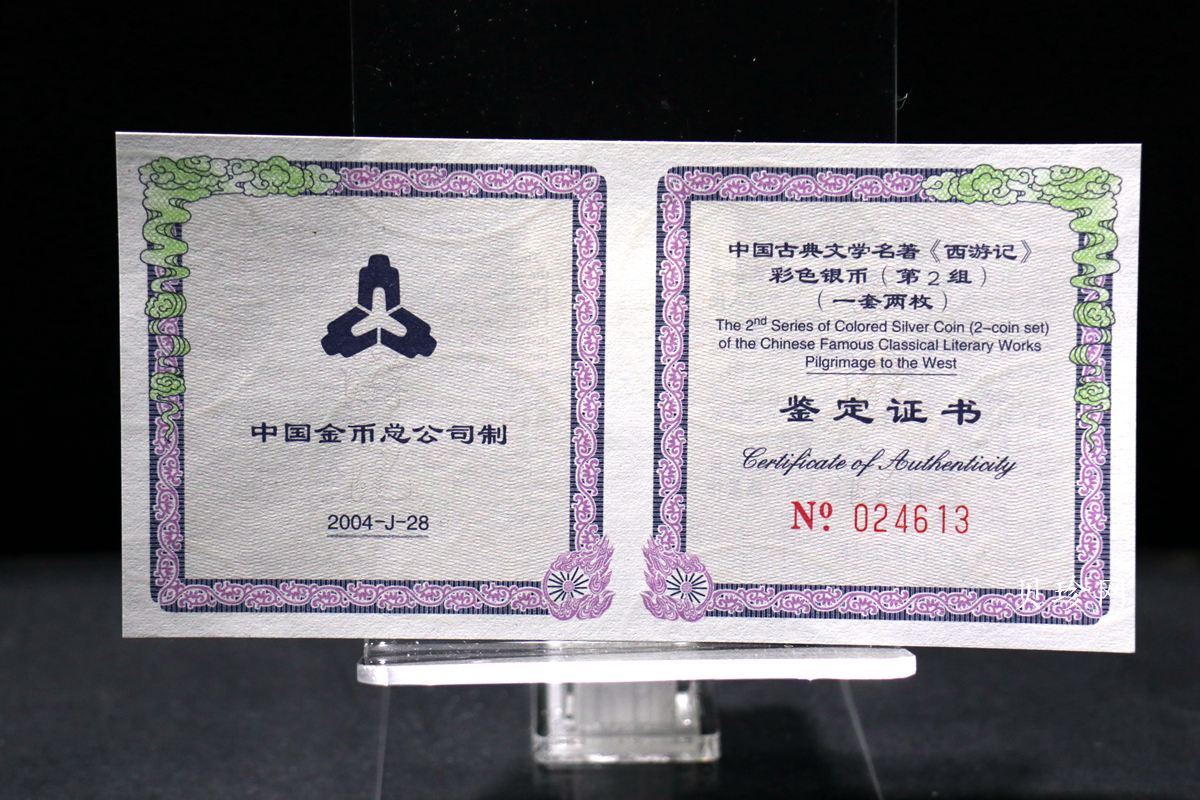 中国金币总公司制
2004-J-28
中国古典文学名著《西游记》
彩色银币（第2组）
（一套两枚）
The 2nd Series of Colored Silver Coin (2-coin set)
of the Chinese Famous Classical Literary Works
Pilgrimage to the West
鉴定证书
Certificate of Authenticity
Nº 024613